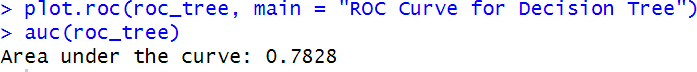 > plot.roc(roc_tree, main = "ROC Curve for Decision Tree")
> auc(roc_tree)
Area under the curve: 0.7828